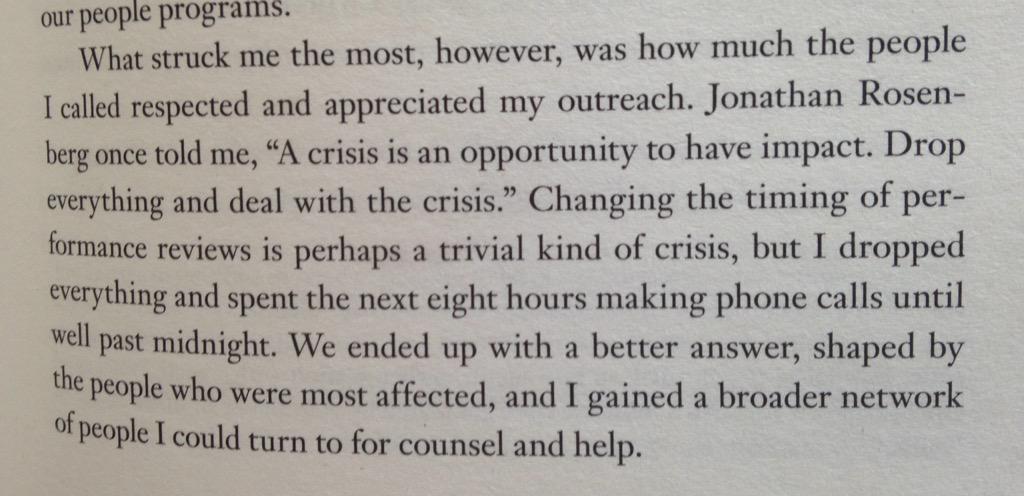 our people programs.
What struck me the most, however, was how much the people
I called respected and appreciated my outreach. Jonathan Rosen-
berg once told me, “A crisis is an opportunity to have impact. Drop
everything and deal with the crisis.” Changing the timing of per-
formance reviews is perhaps a trivial kind of crisis, but I dropped
everything and spent the next eight hours making phone calls until
well past midnight. We ended up with a better answer, shaped by
the people who were most affected, and I gained a broader network
of people I could turn to for counsel and help.